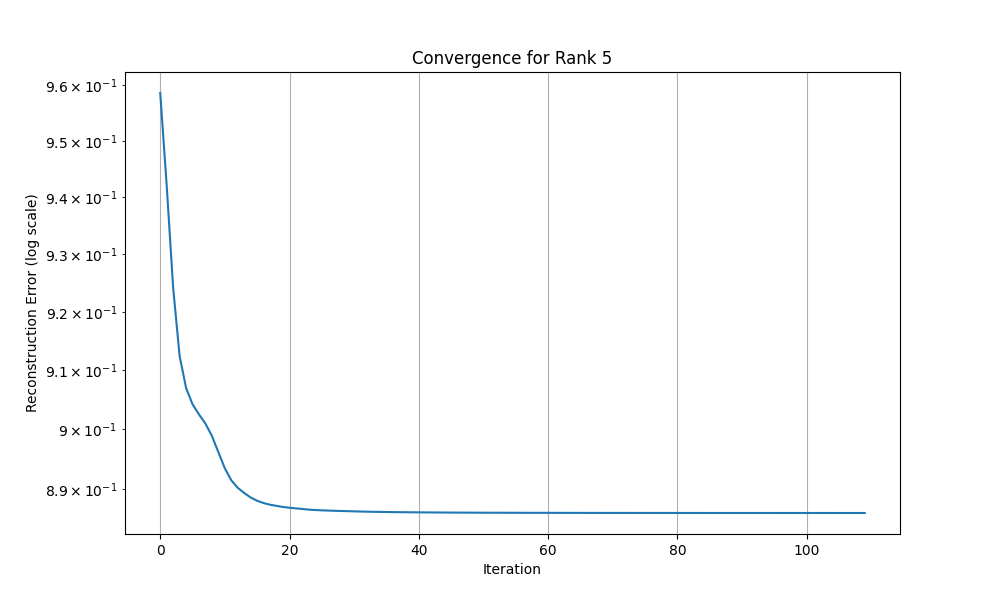 Convergence for Rank 5
Reconstruction Error (log scale)
9.6 × 10⁻¹
9.5 × 10⁻¹
9.4 × 10⁻¹
9.3 × 10⁻¹
9.2 × 10⁻¹
9.1 × 10⁻¹
9 × 10⁻¹
8.9 × 10⁻¹
0 20 40 60 80 100
Iteration